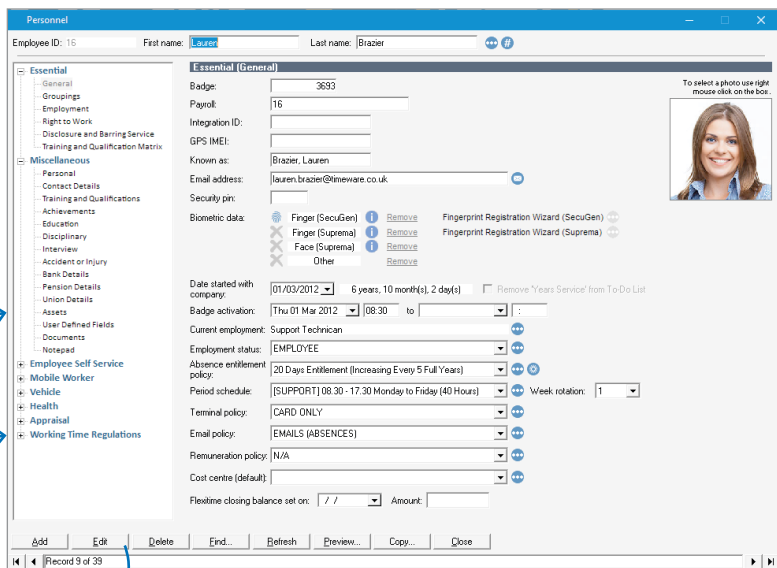 Personnel
Employee ID: 16 First name: Lauren Last name: Brazier
Essential
General
Groupings
Employment
Right to Work
Disclosure and Barring Service
Training and Qualification Matrix
Miscellaneous
Personal
Contact Details
Training and Qualifications
Achievements
Education
Disciplinary
Interview
Accident or Injury
Bank Details
Pension Details
Union Details
Assets
User Defined Fields
Documents
Notepad
Employee Self Service
Mobile Worker
Vehicle
Health
Appraisal
Working Time Regulations
Essential (General)
Badge: 3693
Payroll: 16
Integration ID:
GPS IMEI:
Known as: Brazier, Lauren
Email address: lauren.brazier@timeware.co.uk
Security pin:
To select a photo use right
mouse click on the box.
Biometric data: Finger (SecuGen) Remove Fingerprint Registration Wizard (SecuGen)
Finger (Suprema) Remove Fingerprint Registration Wizard (Suprema)
Face (Suprema) Remove
Other Remove
Date started with
company: 01/03/2012 6 years, 10 month(s), 2 day(s) Remove 'Years Service' from To-Do List
Badge activation: Thu 01 Mar 2012 08:30 to :
Current employment: Support Technican
Employment status: EMPLOYEE
Absence entitlement
policy: 20 Days Entitlement (Increasing Every 5 Full Years)
Period schedule: [SUPPORT] 08.30 - 17.30 Monday to Friday (40 Hours) Week rotation: 1
Terminal policy: CARD ONLY
Email policy: EMAILS (ABSENCES)
Remuneration policy: N/A
Cost centre (default):
Flexitime closing balance set on: / / Amount:
Add Edit Delete Find... Refresh Preview... Copy... Close
Record 9 of 39